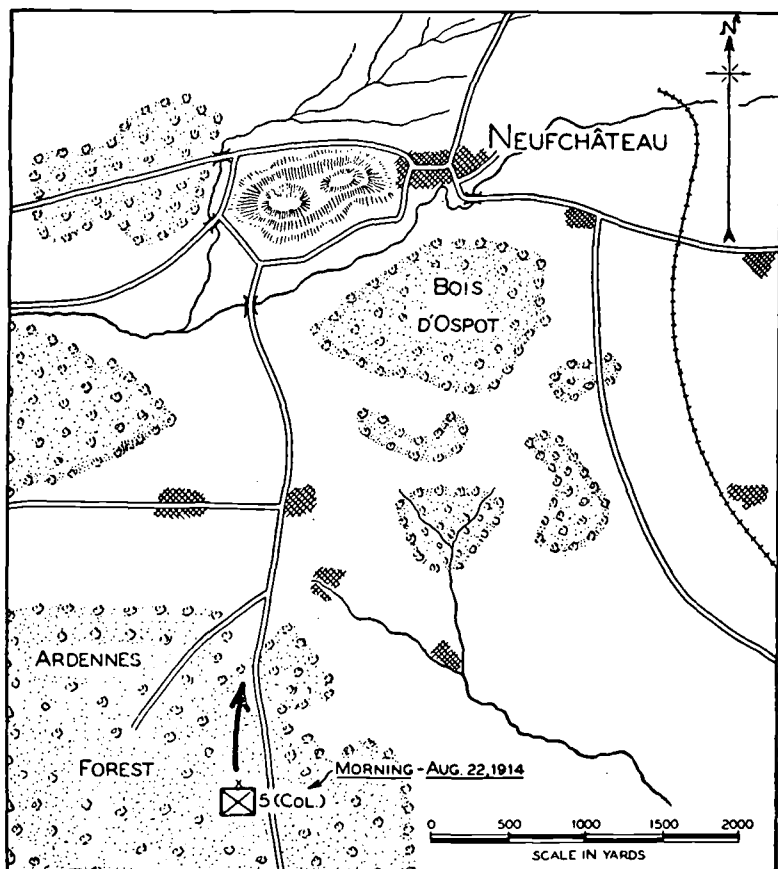 N
NEUFCHÂTEAU
BOIS
D'OSPOT
ARDENNES
FOREST
X
5 (COL.)
MORNING - AUG. 22, 1914
0 500 1000 1500 2000
SCALE IN YARDS